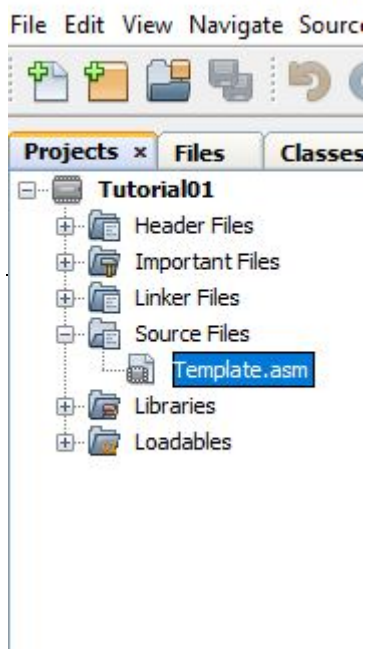 File Edit View Navigate Source
Projects × Files Classes
Tutorial01
Header Files
Important Files
Linker Files
Source Files
Template.asm
Libraries
Loadables